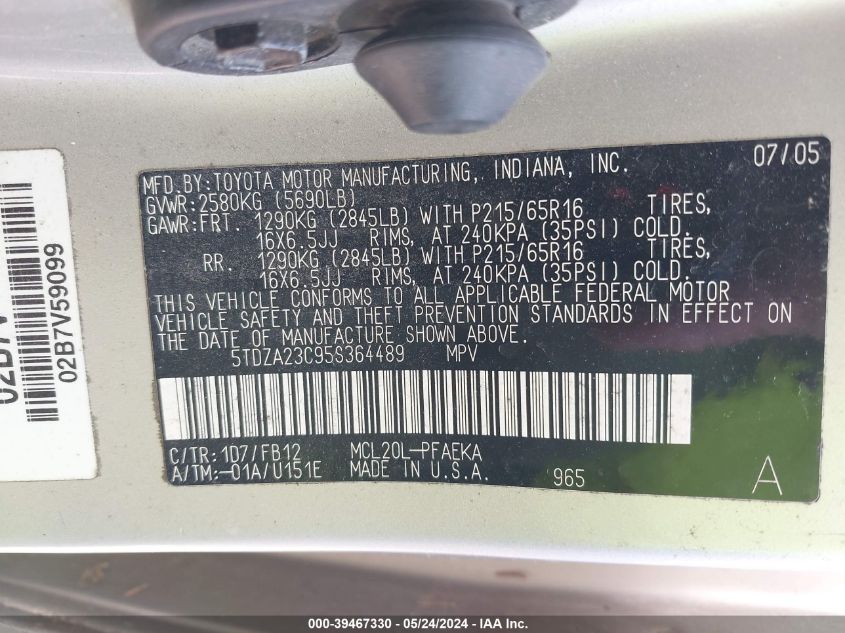 MFD.BY:TOYOTA MOTOR MANUFACTURING, INDIANA, INC. 07/05
GVWR:2580KG (5690LB)
GAWR:FRT. 1290KG (2845LB) WITH P215/65R16 TIRES,
16X6.5JJ RIMS, AT 240KPA (35PSI) COLD.
RR. 1290KG (2845LB) WITH P215/65R16 TIRES,
16X6.5JJ RIMS, AT 240KPA (35PSI) COLD.
THIS VEHICLE CONFORMS TO ALL APPLICABLE FEDERAL MOTOR
VEHICLE SAFETY AND THEFT PREVENTION STANDARDS IN EFFECT ON
THE DATE OF MANUFACTURE SHOWN ABOVE.
5TDZA23C95S364489 MPV
C/TR:1D7/FB12 MCL20L-PFAEKA
A/TM:-01A/U151E MADE IN U.S.A. 965 A
02B7V59099
000-39467330 - 05/24/2024 - IAA Inc.